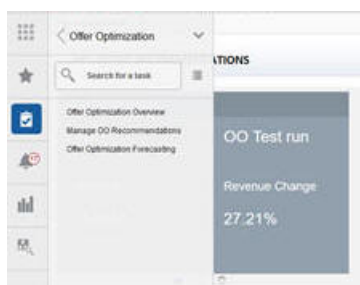 Offer Optimization
Search for a task
Offer Optimization Overview
Manage OO Recommendations
Offer Optimization Forecasting
ATIONS
OO Test run
Revenue Change
27.21%